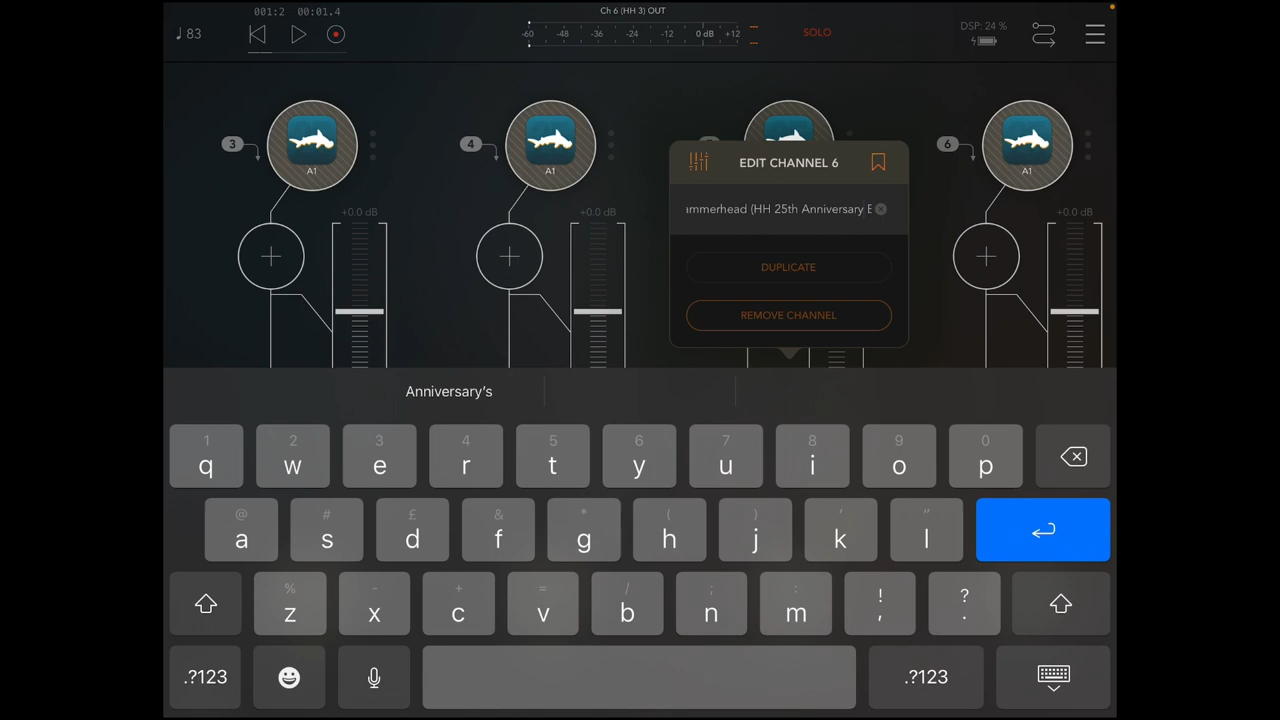 001:2 00:01.4
♩ 83
Ch 6 (HH 3) OUT
-60 -48 -36 -24 -12 0 dB +12
SOLO
DSP: 24 %
3 A1
4 A1
6 A1
+0.0 dB
+0.0 dB
+0.0 dB
EDIT CHANNEL 6
ammerhead (HH 25th Anniversary E
DUPLICATE
REMOVE CHANNEL
Anniversary's
1 2 3 4 5 6 7 8 9 0
q w e r t y u i o p
@ # £ & * ( ) ' "
a s d f g h j k l
% - + = / ; : ! ?
z x c v b n m , .
.?123 .?123